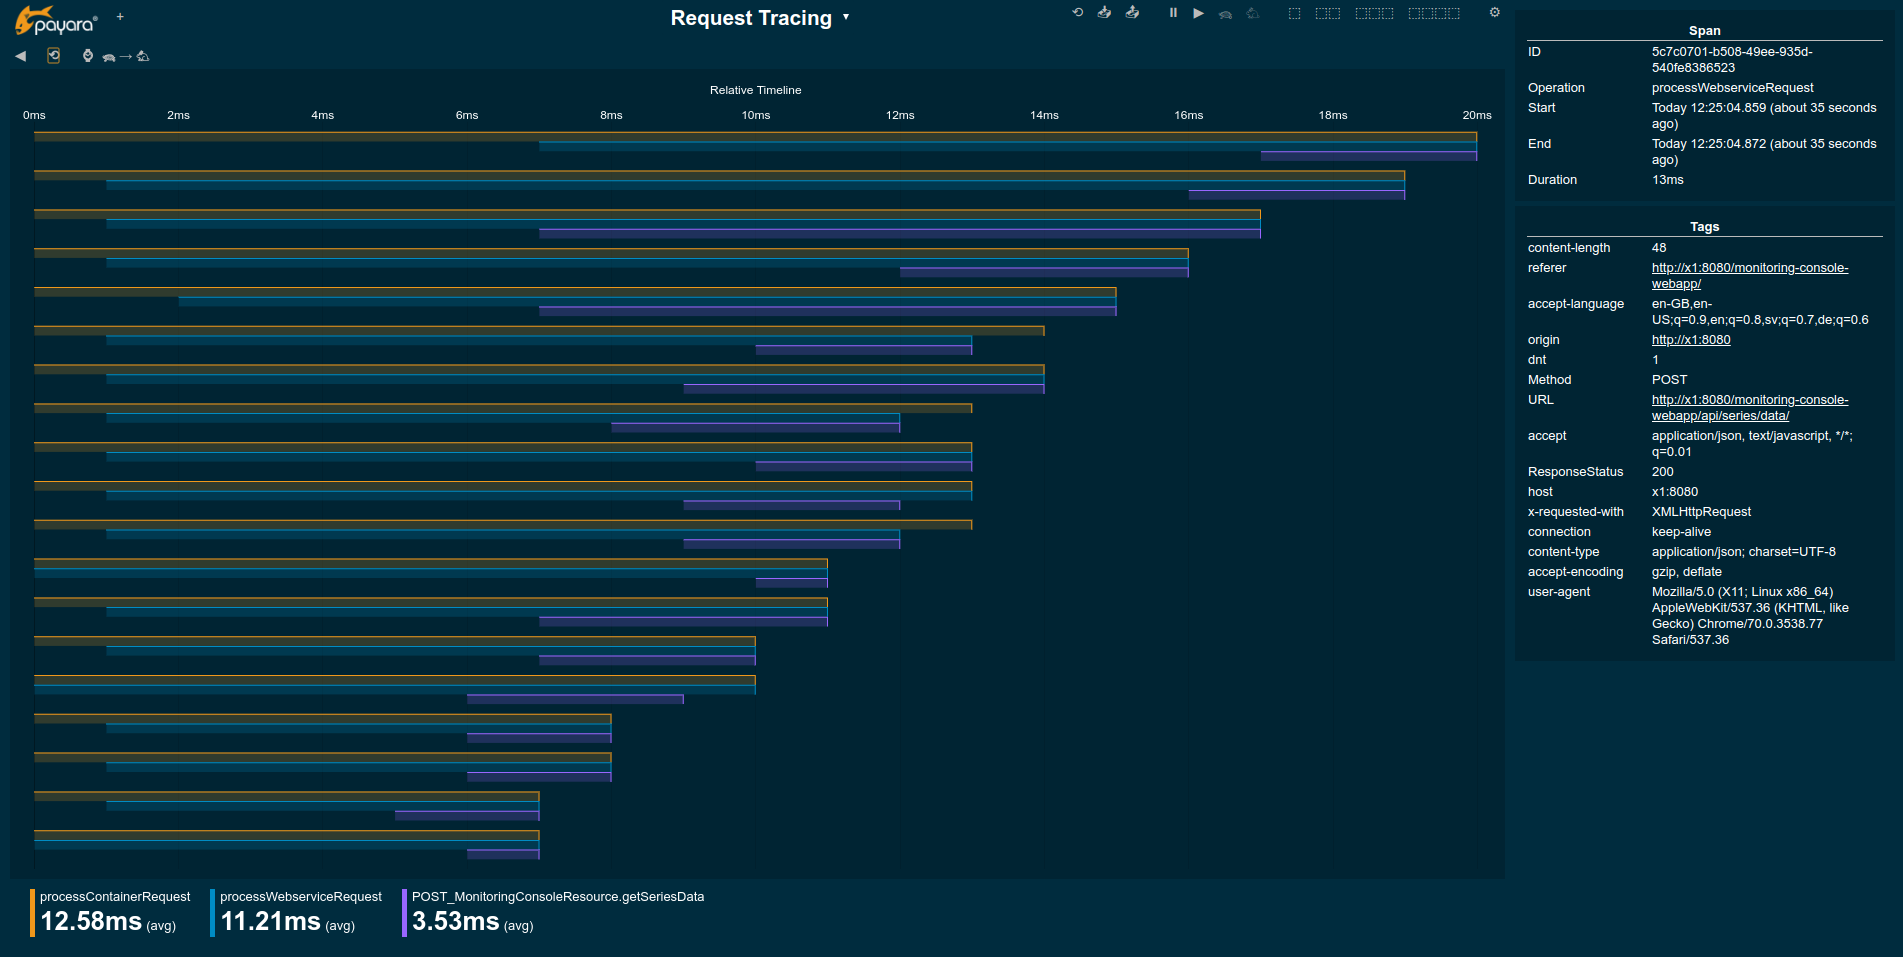 payara®
+
Request Tracing ▾
Relative Timeline
0ms 2ms 4ms 6ms 8ms 10ms 12ms 14ms 16ms 18ms 20ms
processContainerRequest
12.58ms (avg)
processWebserviceRequest
11.21ms (avg)
POST_MonitoringConsoleResource.getSeriesData
3.53ms (avg)
Span
ID 5c7c0701-b508-49ee-935d-
540fe8386523
Operation processWebserviceRequest
Start Today 12:25:04.859 (about 35 seconds
ago)
End Today 12:25:04.872 (about 35 seconds
ago)
Duration 13ms
Tags
content-length 48
referer http://x1:8080/monitoring-console-
webapp/
accept-language en-GB,en-
US;q=0.9,en;q=0.8,sv;q=0.7,de;q=0.6
origin http://x1:8080
dnt 1
Method POST
URL http://x1:8080/monitoring-console-
webapp/api/series/data/
accept application/json, text/javascript, */*;
q=0.01
ResponseStatus 200
host x1:8080
x-requested-with XMLHttpRequest
connection keep-alive
content-type application/json; charset=UTF-8
accept-encoding gzip, deflate
user-agent Mozilla/5.0 (X11; Linux x86_64)
AppleWebKit/537.36 (KHTML, like
Gecko) Chrome/70.0.3538.77
Safari/537.36